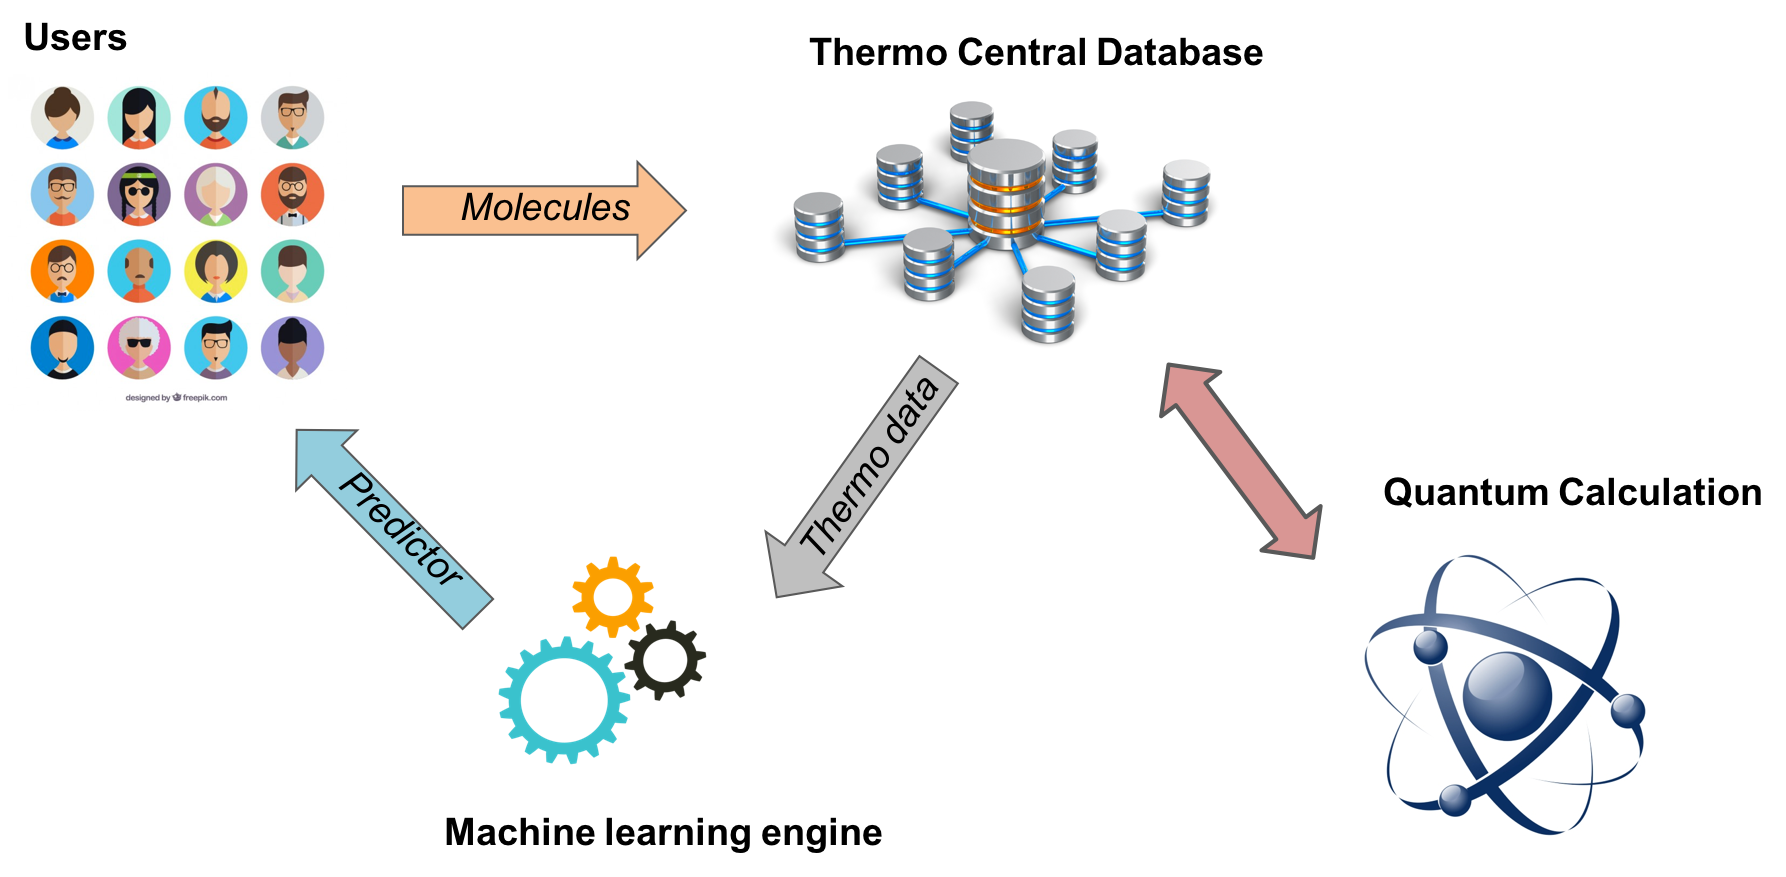 Users
Thermo Central Database
Molecules
designed by freepik.com
Thermo data
Predictor
Quantum Calculation
Machine learning engine